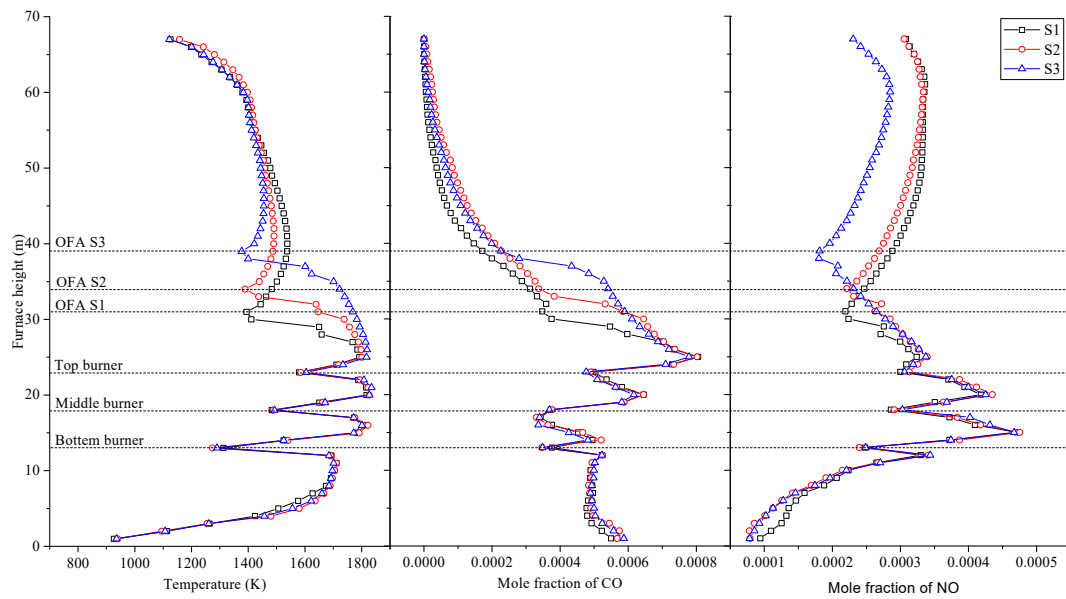 70
60
50
40
30
20
10
0
Furnace height (m)
OFA S3
OFA S2
OFA S1
Top burner
Middle burner
Bottem burner
S1
S2
S3
800 1000 1200 1400 1600 1800
Temperature (K)
0.0000 0.0002 0.0004 0.0006 0.0008
Mole fraction of CO
0.0001 0.0002 0.0003 0.0004 0.0005
Mole fraction of NO